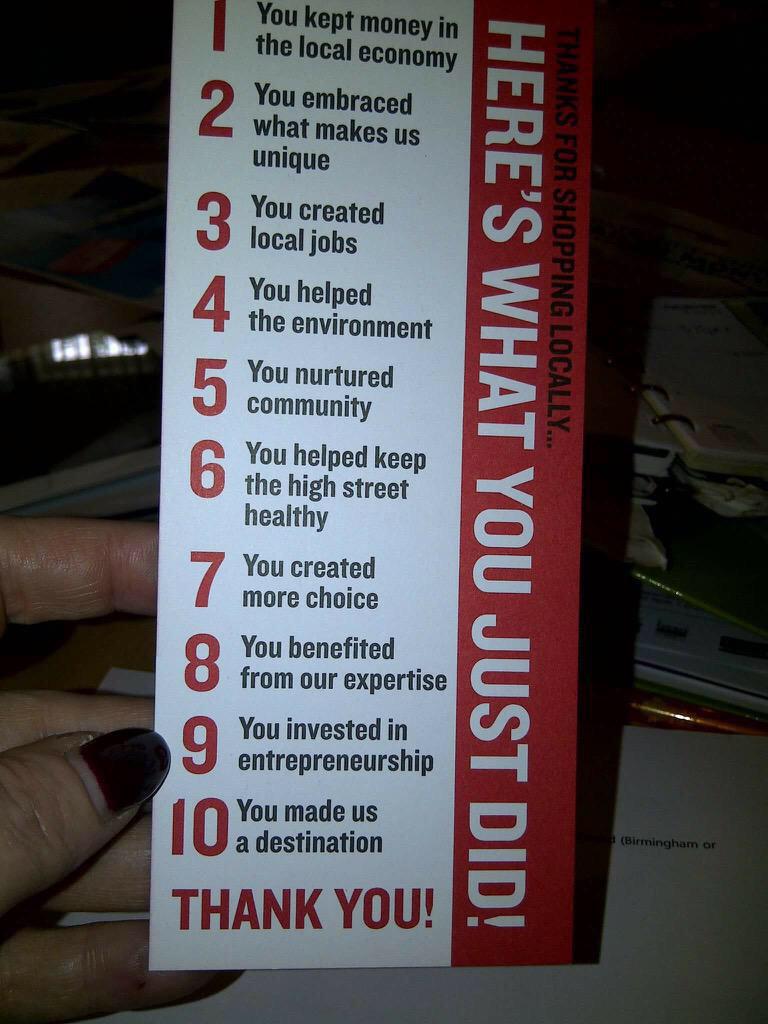 THANKS FOR SHOPPING LOCALLY...
HERE'S WHAT YOU JUST DID!
1 You kept money in
the local economy
2 You embraced
what makes us
unique
3 You created
local jobs
4 You helped
the environment
5 You nurtured
community
6 You helped keep
the high street
healthy
7 You created
more choice
8 You benefited
from our expertise
9 You invested in
entrepreneurship
10 You made us
a destination
THANK YOU!
(Birmingham or